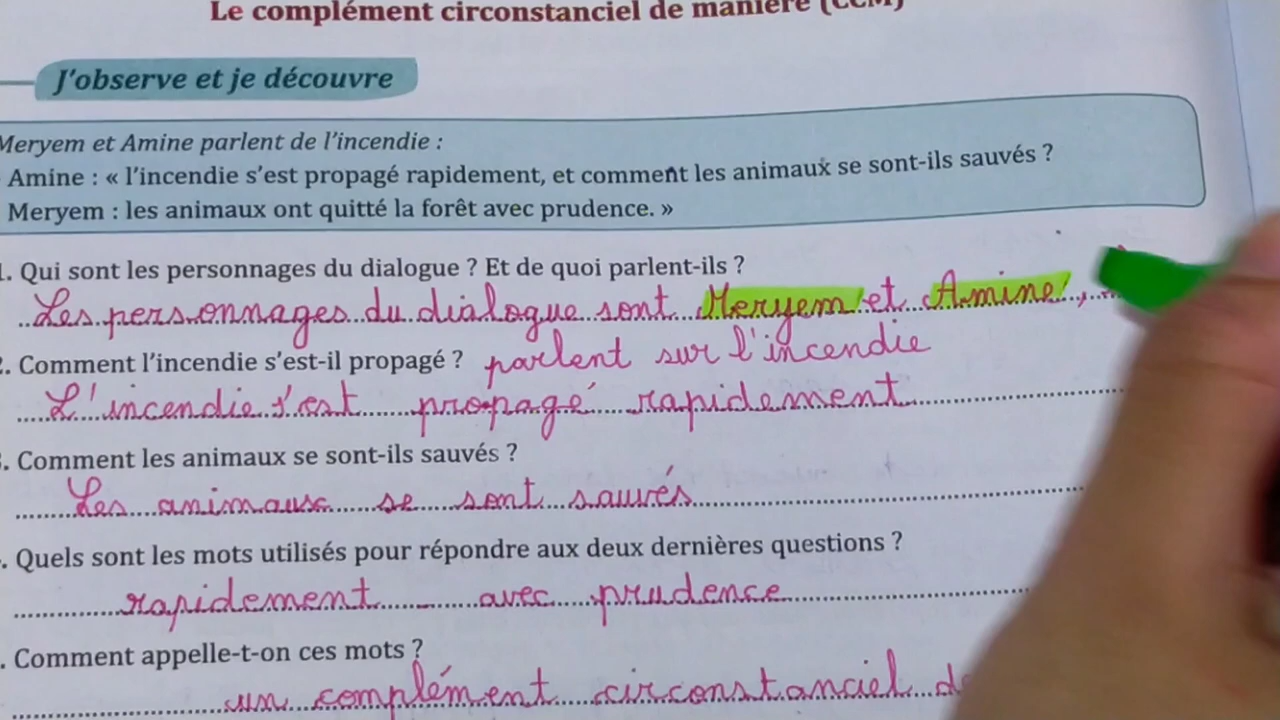 Le complément circonstanciel de manière (CCM)
J'observe et je découvre
Meryem et Amine parlent de l'incendie :
Amine : « l'incendie s'est propagé rapidement, et comment les animaux se sont-ils sauvés ?
Meryem : les animaux ont quitté la forêt avec prudence. »
1. Qui sont les personnages du dialogue ? Et de quoi parlent-ils ?
Les personnages du dialogue sont Meryem et Amine,
parlent sur l'incendie
2. Comment l'incendie s'est-il propagé ?
L'incendie s'est propagé rapidement
. Comment les animaux se sont-ils sauvés ?
Les animaux se sont sauvés
. Quels sont les mots utilisés pour répondre aux deux dernières questions ?
rapidement avec prudence
. Comment appelle-t-on ces mots ?
un complément circonstanciel de